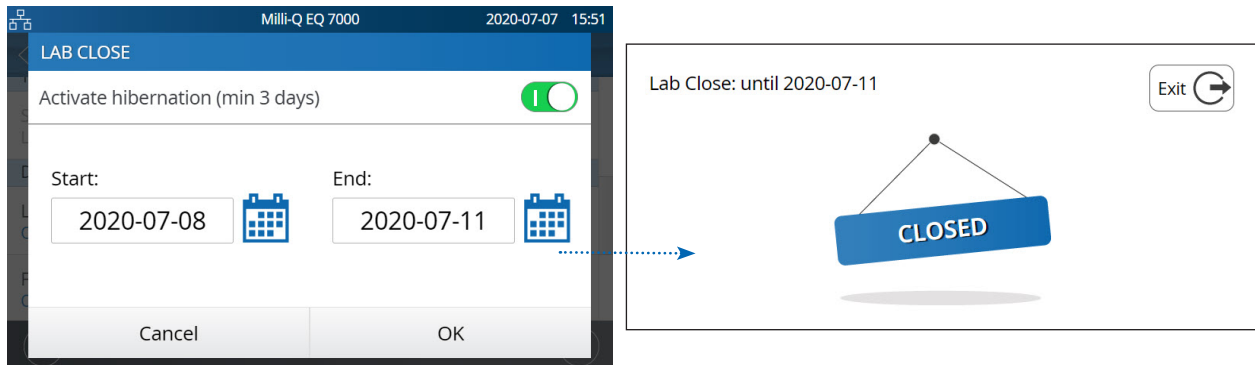 Milli-Q EQ 7000 2020-07-07 15:51
LAB CLOSE
Activate hibernation (min 3 days)
Start: End:
2020-07-08 2020-07-11
Cancel OK
Lab Close: until 2020-07-11
Exit
CLOSED